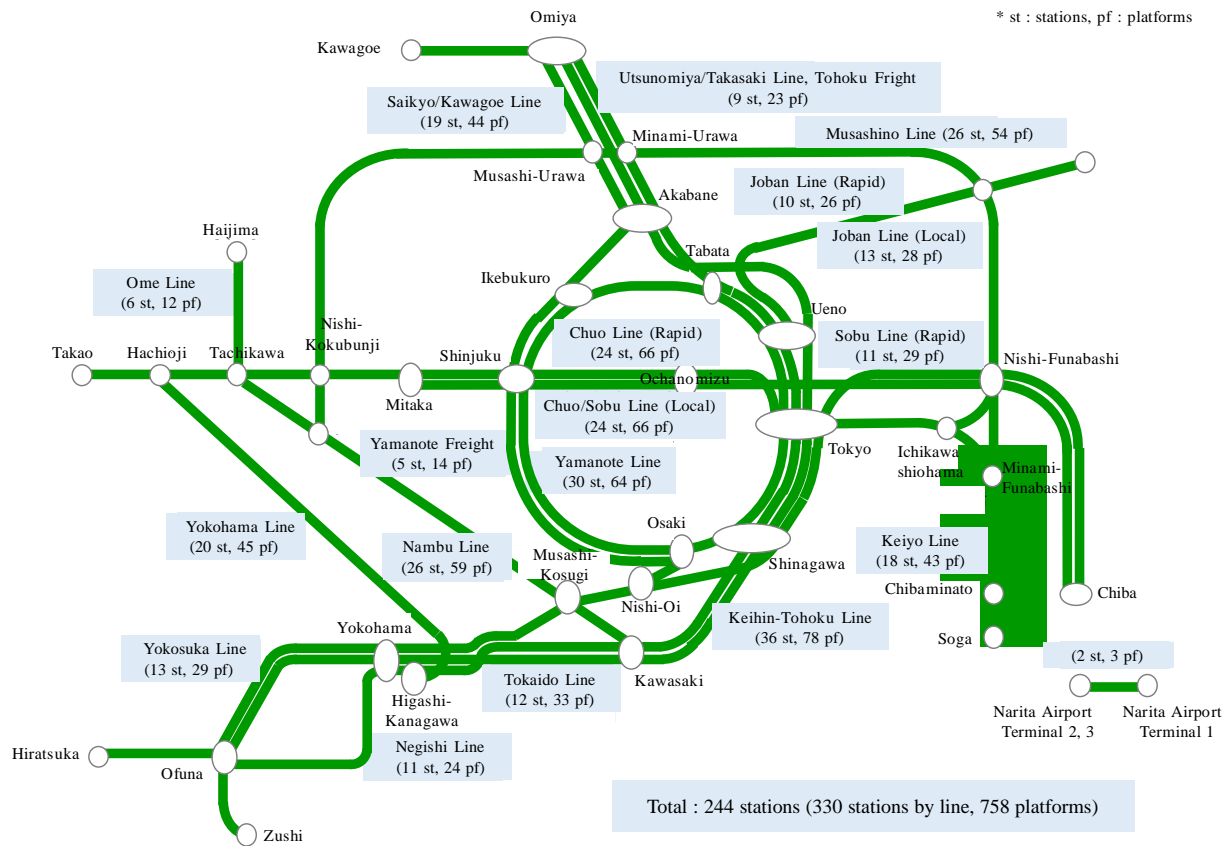 Omiya
* st : stations, pf : platforms
Kawagoe
Utsunomiya/Takasaki Line, Tohoku Fright
(9 st, 23 pf)
Saikyo/Kawagoe Line
(19 st, 44 pf)
Minami-Urawa
Musashino Line (26 st, 54 pf)
Musashi-Urawa
Joban Line (Rapid)
(10 st, 26 pf)
Akabane
Haijima
Joban Line (Local)
(13 st, 28 pf)
Tabata
Ome Line
(6 st, 12 pf)
Ikebukuro
Ueno
Nishi-
Kokubunji
Chuo Line (Rapid)
(24 st, 66 pf)
Sobu Line (Rapid)
(11 st, 29 pf)
Takao
Hachioji
Tachikawa
Shinjuku
Nishi-Funabashi
Ochanomizu
Mitaka
Chuo/Sobu Line (Local)
(24 st, 66 pf)
Yamanote Freight
(5 st, 14 pf)
Yamanote Line
(30 st, 64 pf)
Tokyo
Ichikawa
shiohama
Minami-
Funabashi
Yokohama Line
(20 st, 45 pf)
Nambu Line
(26 st, 59 pf)
Osaki
Musashi-
Kosugi
Shinagawa
Keiyo Line
(18 st, 43 pf)
Nishi-Oi
Chibaminato
Chiba
Keihin-Tohoku Line
(36 st, 78 pf)
Yokohama
Soga
Yokosuka Line
(13 st, 29 pf)
(2 st, 3 pf)
Tokaido Line
(12 st, 33 pf)
Kawasaki
Higashi-
Kanagawa
Narita Airport
Terminal 2, 3
Narita Airport
Terminal 1
Hiratsuka
Ofuna
Negishi Line
(11 st, 24 pf)
Total : 244 stations (330 stations by line, 758 platforms)
Zushi